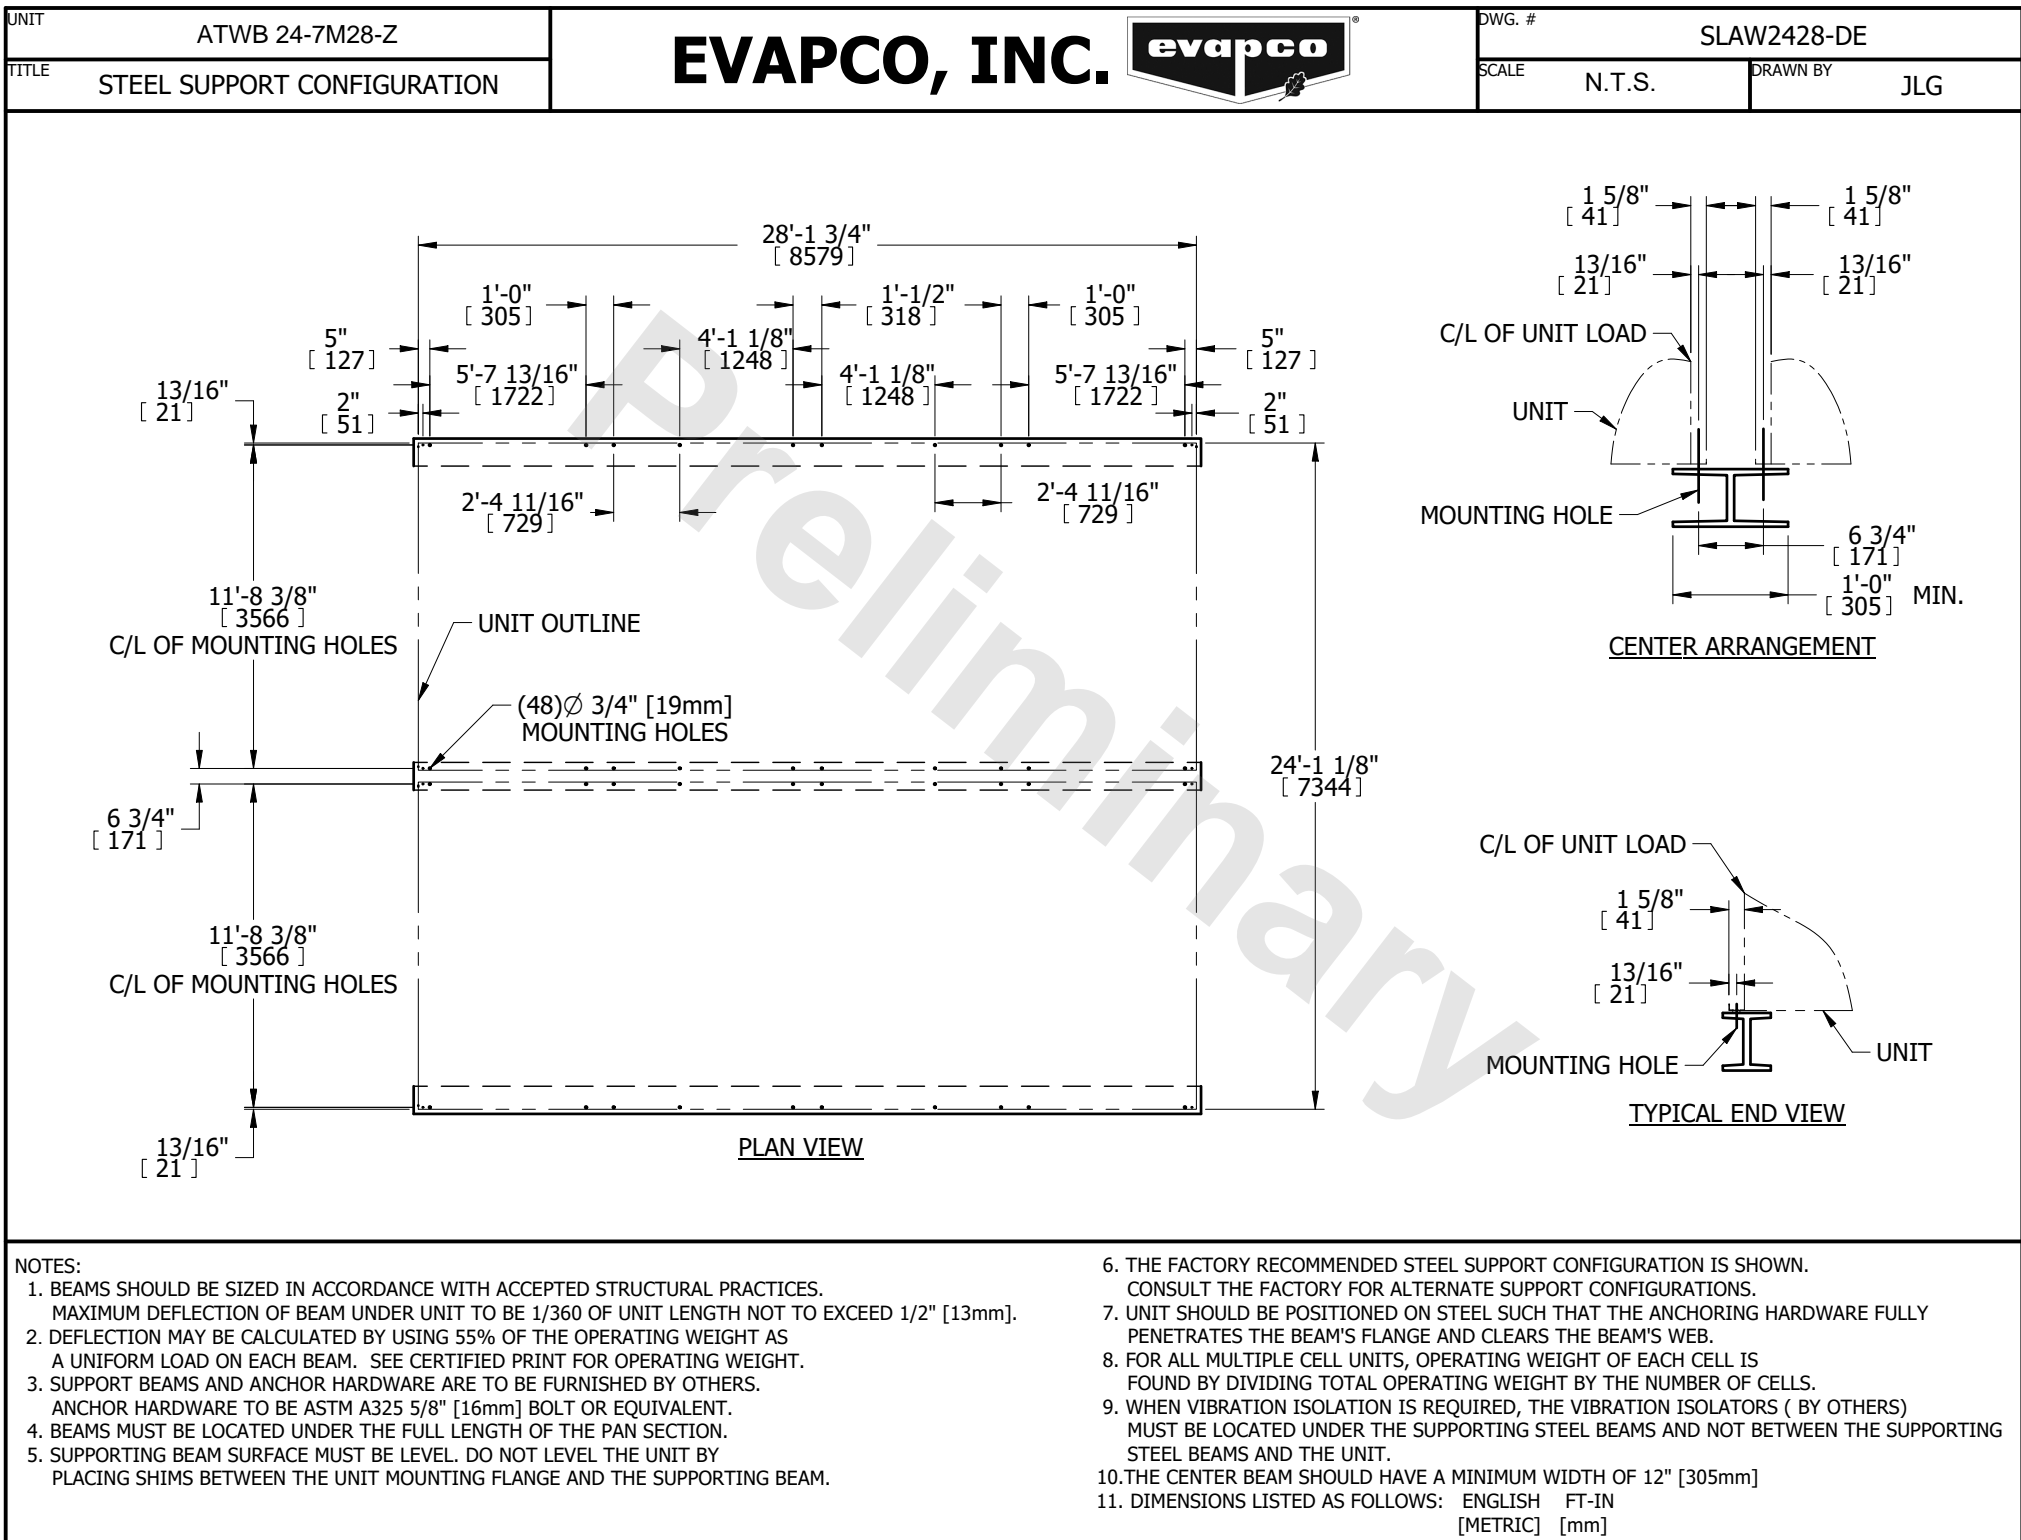 UNIT
ATWB 24-7M28-Z
TITLE
STEEL SUPPORT CONFIGURATION
EVAPCO, INC.
evapco
®
DWG. #
SLAW2428-DE
SCALE
N.T.S.
DRAWN BY
JLG
28'-1 3/4"
[ 8579 ]
1'-0"
[ 305 ]
1'-1/2"
[ 318 ]
1'-0"
[ 305 ]
5"
[ 127 ]
4'-1 1/8"
[ 1248 ]
5"
[ 127 ]
5'-7 13/16"
[ 1722 ]
4'-1 1/8"
[ 1248 ]
5'-7 13/16"
[ 1722 ]
13/16"
[ 21 ]
2"
[ 51 ]
2"
[ 51 ]
2'-4 11/16"
[ 729 ]
2'-4 11/16"
[ 729 ]
11'-8 3/8"
[ 3566 ]
C/L OF MOUNTING HOLES
UNIT OUTLINE
(48)Ø 3/4" [19mm]
MOUNTING HOLES
6 3/4"
[ 171 ]
24'-1 1/8"
[ 7344 ]
11'-8 3/8"
[ 3566 ]
C/L OF MOUNTING HOLES
13/16"
[ 21 ]
PLAN VIEW
Preliminary
1 5/8"
[ 41 ]
1 5/8"
[ 41 ]
13/16"
[ 21 ]
13/16"
[ 21 ]
C/L OF UNIT LOAD
UNIT
MOUNTING HOLE
6 3/4"
[ 171 ]
1'-0"
[ 305 ] MIN.
CENTER ARRANGEMENT
C/L OF UNIT LOAD
1 5/8"
[ 41 ]
13/16"
[ 21 ]
MOUNTING HOLE
UNIT
TYPICAL END VIEW
NOTES:
1. BEAMS SHOULD BE SIZED IN ACCORDANCE WITH ACCEPTED STRUCTURAL PRACTICES.
MAXIMUM DEFLECTION OF BEAM UNDER UNIT TO BE 1/360 OF UNIT LENGTH NOT TO EXCEED 1/2" [13mm].
2. DEFLECTION MAY BE CALCULATED BY USING 55% OF THE OPERATING WEIGHT AS
A UNIFORM LOAD ON EACH BEAM. SEE CERTIFIED PRINT FOR OPERATING WEIGHT.
3. SUPPORT BEAMS AND ANCHOR HARDWARE ARE TO BE FURNISHED BY OTHERS.
ANCHOR HARDWARE TO BE ASTM A325 5/8" [16mm] BOLT OR EQUIVALENT.
4. BEAMS MUST BE LOCATED UNDER THE FULL LENGTH OF THE PAN SECTION.
5. SUPPORTING BEAM SURFACE MUST BE LEVEL. DO NOT LEVEL THE UNIT BY
PLACING SHIMS BETWEEN THE UNIT MOUNTING FLANGE AND THE SUPPORTING BEAM.
6. THE FACTORY RECOMMENDED STEEL SUPPORT CONFIGURATION IS SHOWN.
CONSULT THE FACTORY FOR ALTERNATE SUPPORT CONFIGURATIONS.
7. UNIT SHOULD BE POSITIONED ON STEEL SUCH THAT THE ANCHORING HARDWARE FULLY
PENETRATES THE BEAM'S FLANGE AND CLEARS THE BEAM'S WEB.
8. FOR ALL MULTIPLE CELL UNITS, OPERATING WEIGHT OF EACH CELL IS
FOUND BY DIVIDING TOTAL OPERATING WEIGHT BY THE NUMBER OF CELLS.
9. WHEN VIBRATION ISOLATION IS REQUIRED, THE VIBRATION ISOLATORS ( BY OTHERS)
MUST BE LOCATED UNDER THE SUPPORTING STEEL BEAMS AND NOT BETWEEN THE SUPPORTING
STEEL BEAMS AND THE UNIT.
10.THE CENTER BEAM SHOULD HAVE A MINIMUM WIDTH OF 12" [305mm]
11. DIMENSIONS LISTED AS FOLLOWS: ENGLISH FT-IN
[METRIC] [mm]